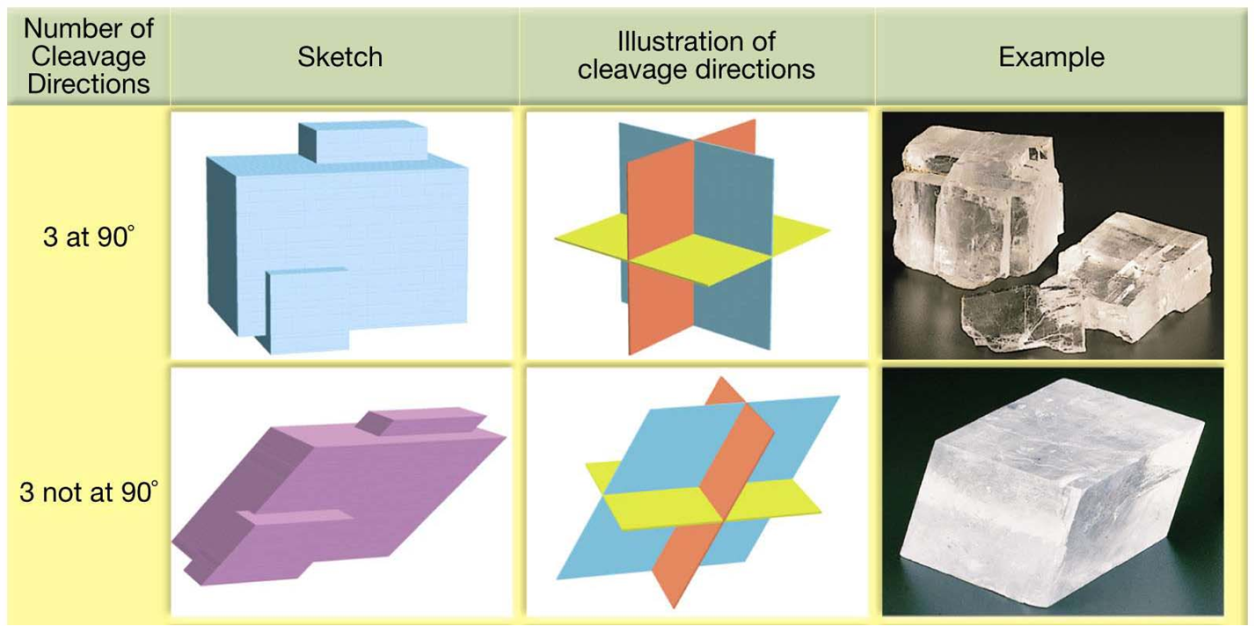 Number of
Cleavage
Directions
Sketch
Illustration of
cleavage directions
Example
3 at 90°
3 not at 90°